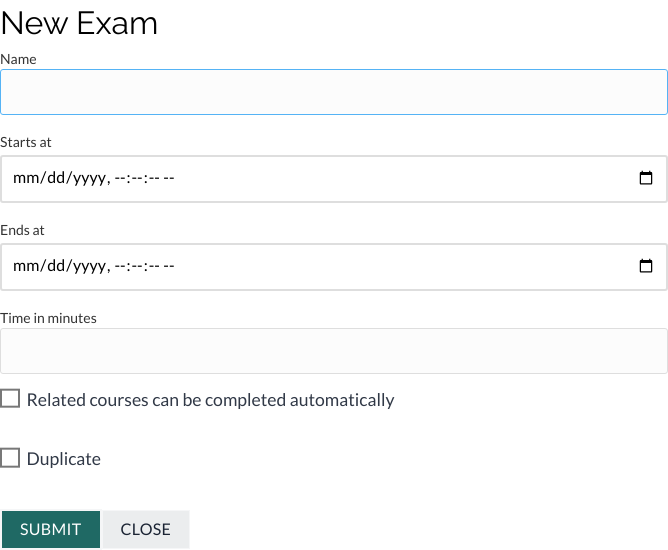 New Exam
Name
Starts at
mm/dd/yyyy, --:--:-- --
Ends at
mm/dd/yyyy, --:--:-- --
Time in minutes
Related courses can be completed automatically
Duplicate
SUBMIT CLOSE